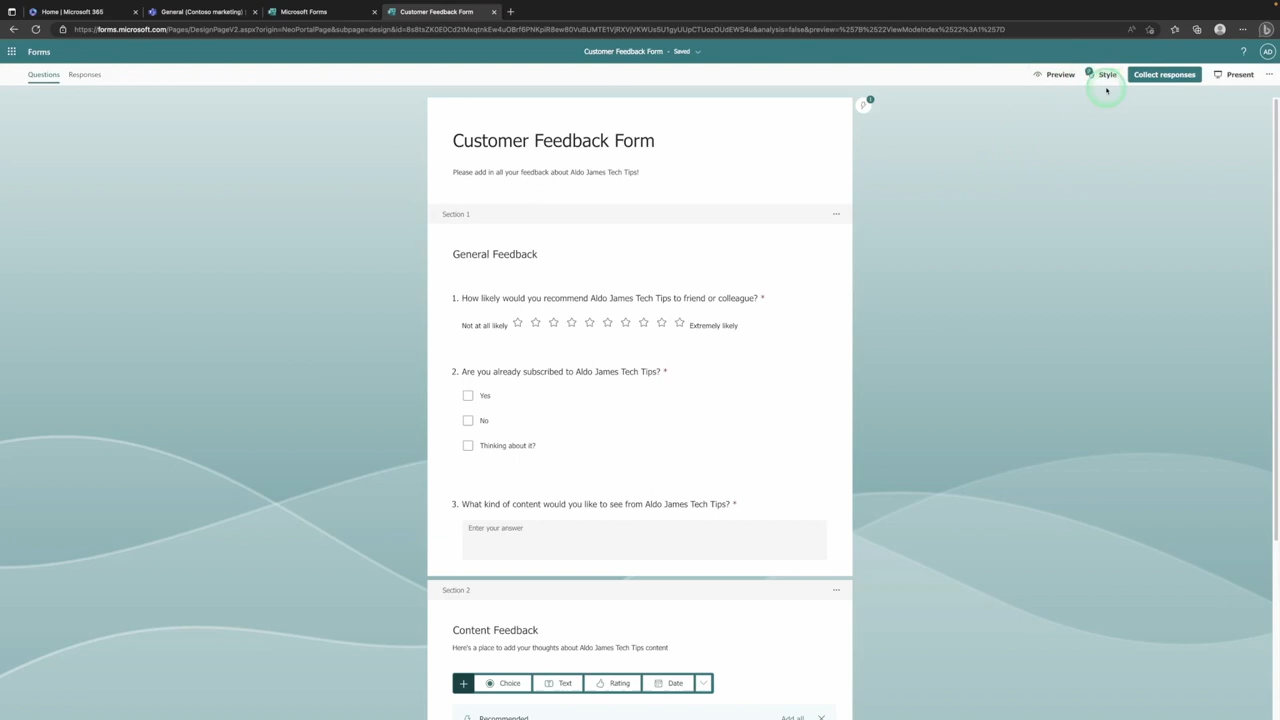 Home | Microsoft 365
General (Contoso marketing) |
Microsoft Forms
Customer Feedback Form
Forms
Customer Feedback Form - Saved
?
AD
Questions
Responses
Preview
Style
Collect responses
Present
Customer Feedback Form
1
Please add in all your feedback about Aldo James Tech Tips!
Section 1
General Feedback
1. How likely would you recommend Aldo James Tech Tips to friend or colleague? *
Not at all likely
Extremely likely
2. Are you already subscribed to Aldo James Tech Tips? *
Yes
No
Thinking about it?
3. What kind of content would you like to see from Aldo James Tech Tips? *
Enter your answer
Section 2
Content Feedback
Here's a place to add your thoughts about Aldo James Tech Tips content
Choice
Text
Rating
Date
Recommended
Add all